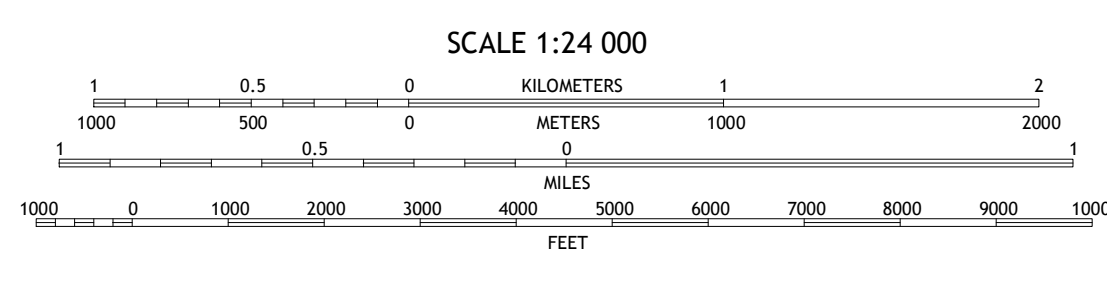 SCALE 1:24 000
1 0.5 0 KILOMETERS 1 2
1000 500 0 METERS 1000 2000
1 0.5 0 1
MILES
1000 0 1000 2000 3000 4000 5000 6000 7000 8000 9000 1000
FEET